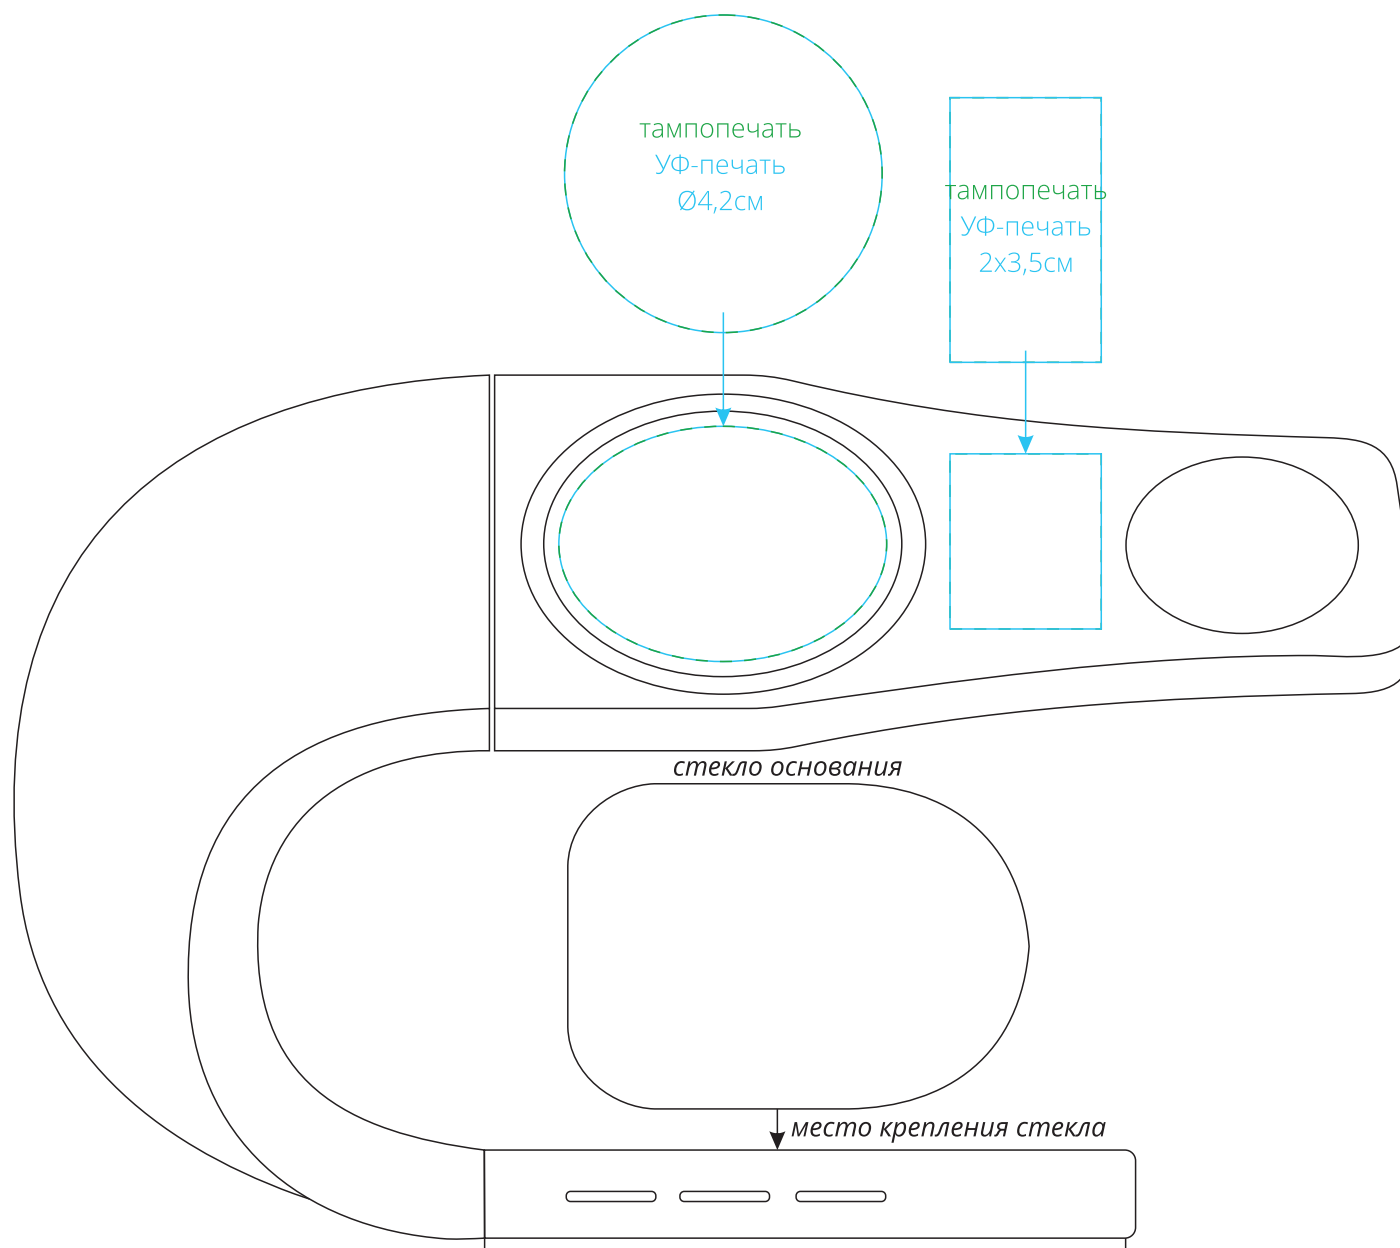 тампопечать
УФ-печать
Ø4,2см
тампопечать
УФ-печать
2х3,5см
стекло основания
место крепления стекла